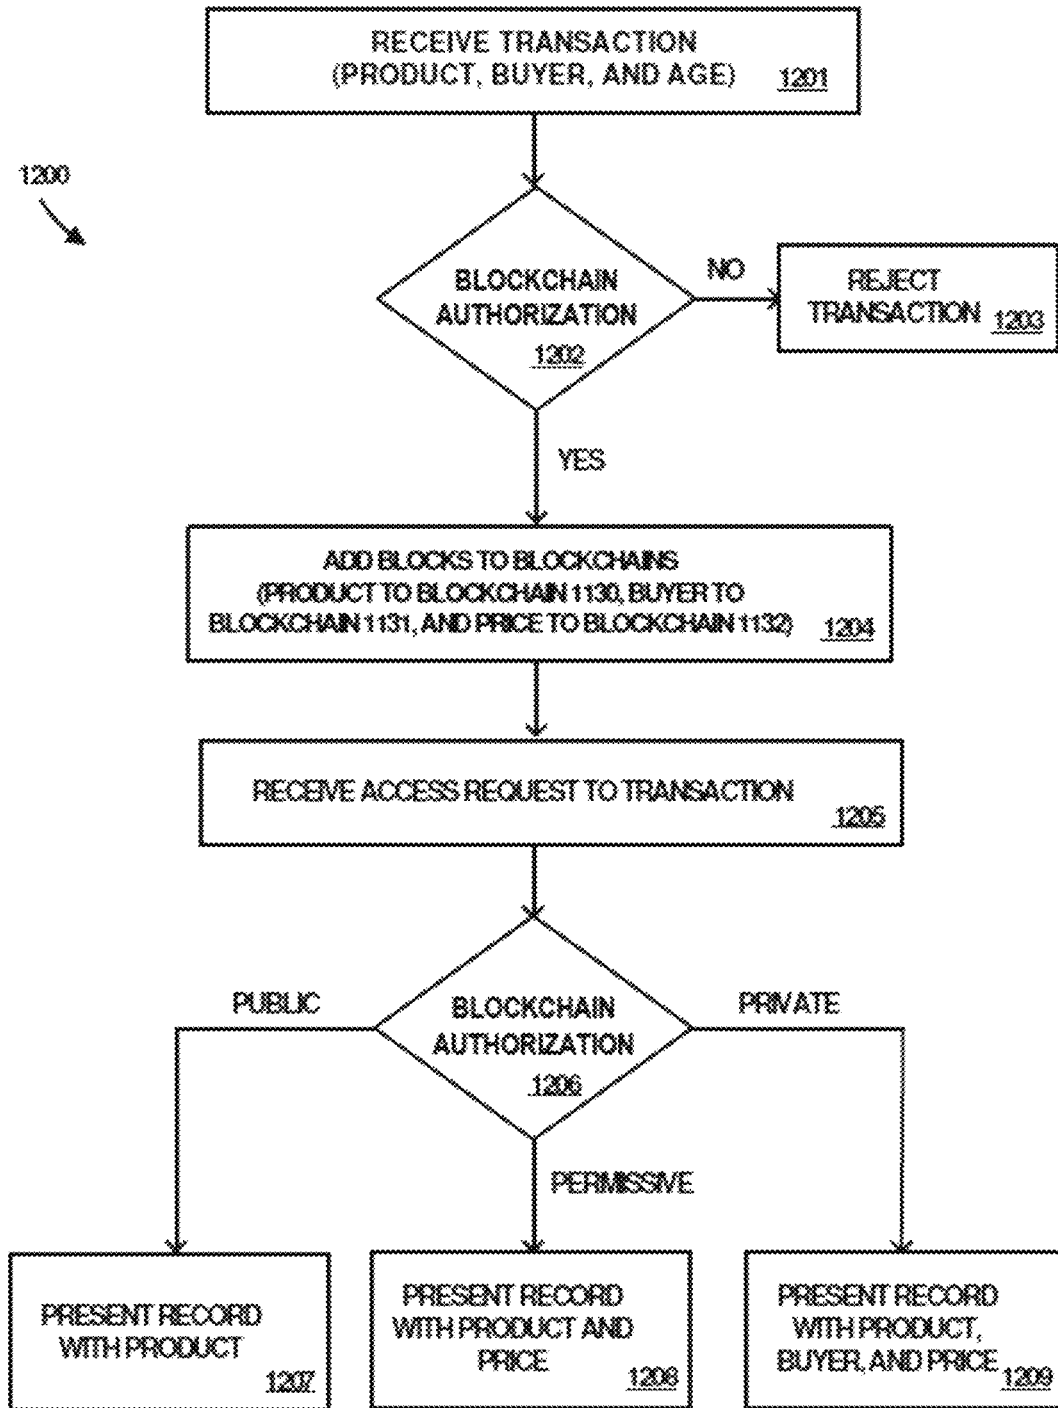 RECEIVE TRANSACTION
(PRODUCT, BUYER, AND AGE)
1201
1200
BLOCKCHAIN
AUTHORIZATION
1202
NO
REJECT
TRANSACTION
1203
YES
ADD BLOCKS TO BLOCKCHAINS
(PRODUCT TO BLOCKCHAIN 1130, BUYER TO
BLOCKCHAIN 1131, AND PRICE TO BLOCKCHAIN 1132)
1204
RECEIVE ACCESS REQUEST TO TRANSACTION
1205
PUBLIC
BLOCKCHAIN
AUTHORIZATION
1206
PRIVATE
PERMISSIVE
PRESENT RECORD
WITH PRODUCT
1207
PRESENT RECORD
WITH PRODUCT AND
PRICE
1208
PRESENT RECORD
WITH PRODUCT,
BUYER, AND PRICE
1209